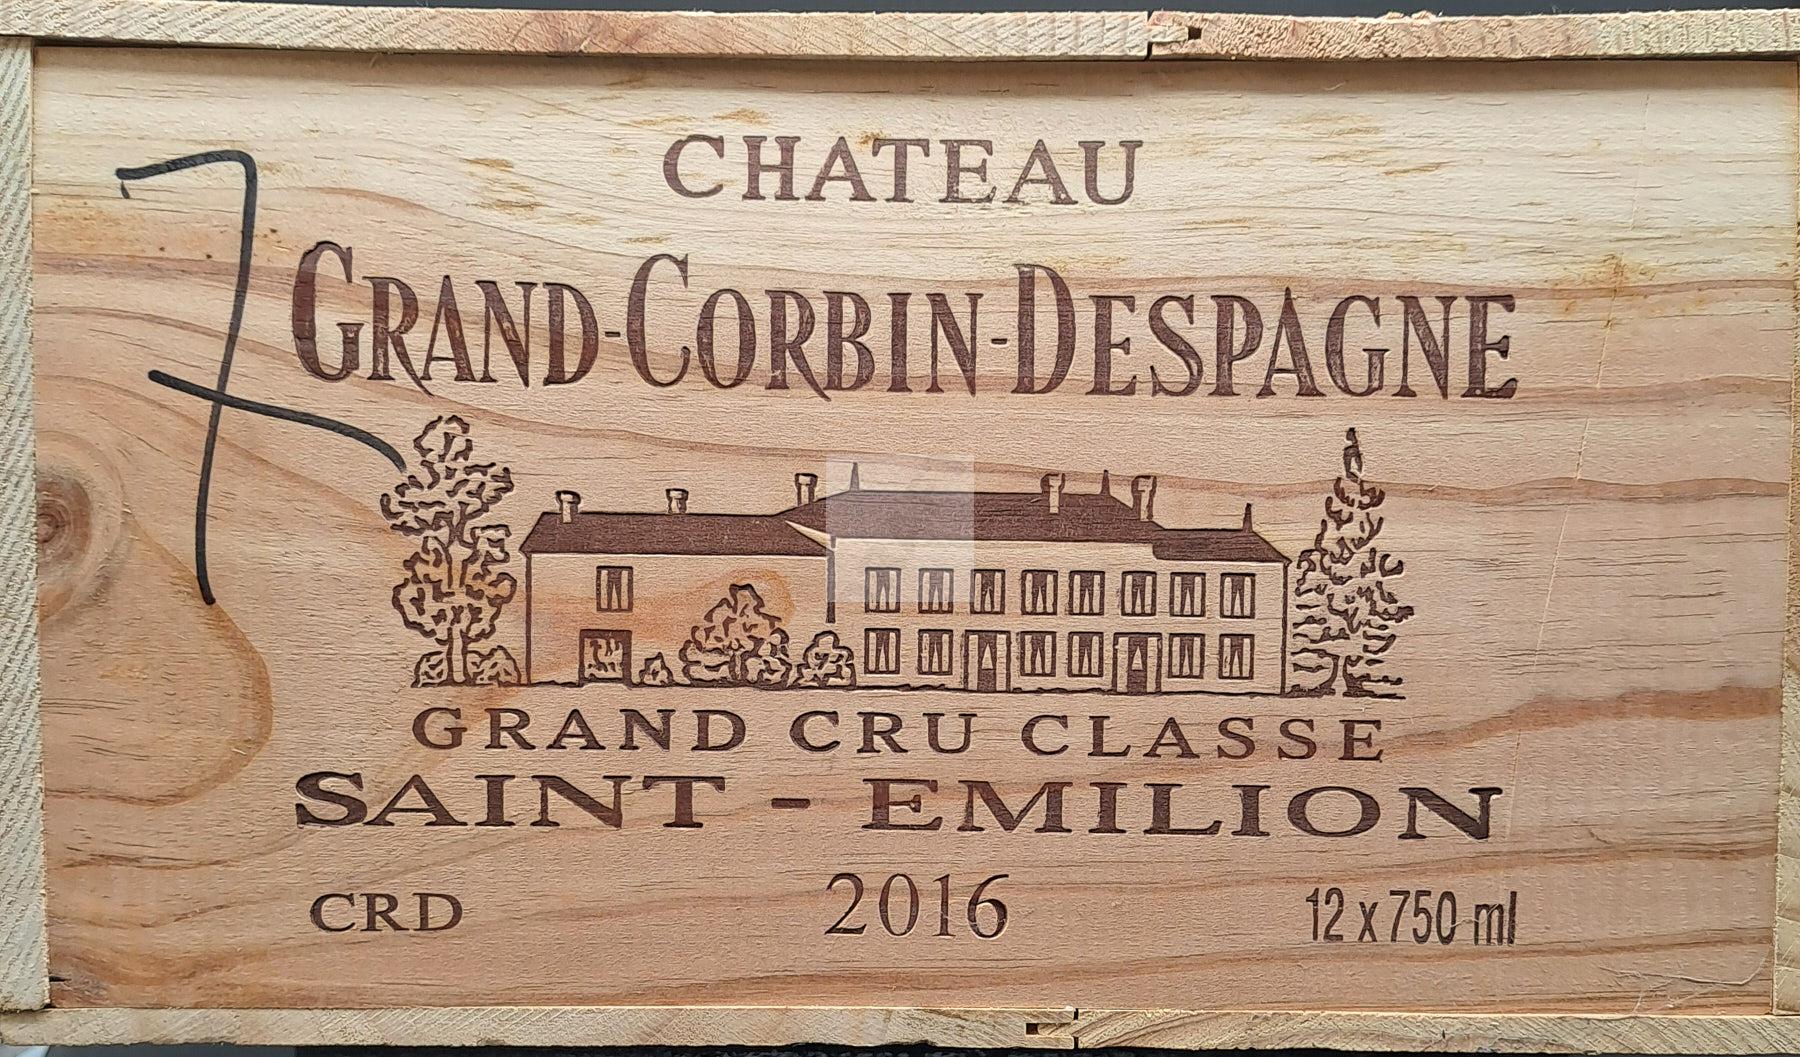 CHATEAU
GRAND-CORBIN-DESPAGNE
GRAND CRU CLASSE
SAINT - EMILION
CRD 2016 12 x 750 ml
7